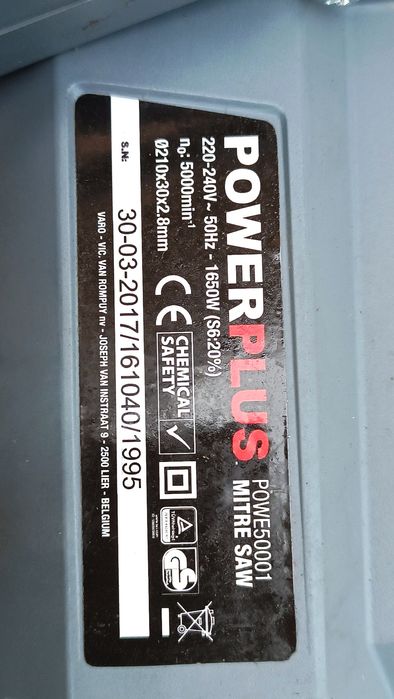 POWERPLUS POWE50001
MITRE SAW
220-240V~ 50Hz - 1650W (S6:20%)
n0: 5000min-1
Ø210x30x2.8mm
CE
CHEMICAL
SAFETY
GS
S.N: 30-03-2017/161040/1995
VARO - VIC. VAN ROMPUY nv - JOSEPH VAN INSTRAAT 9 - 2500 LIER - BELGIUM